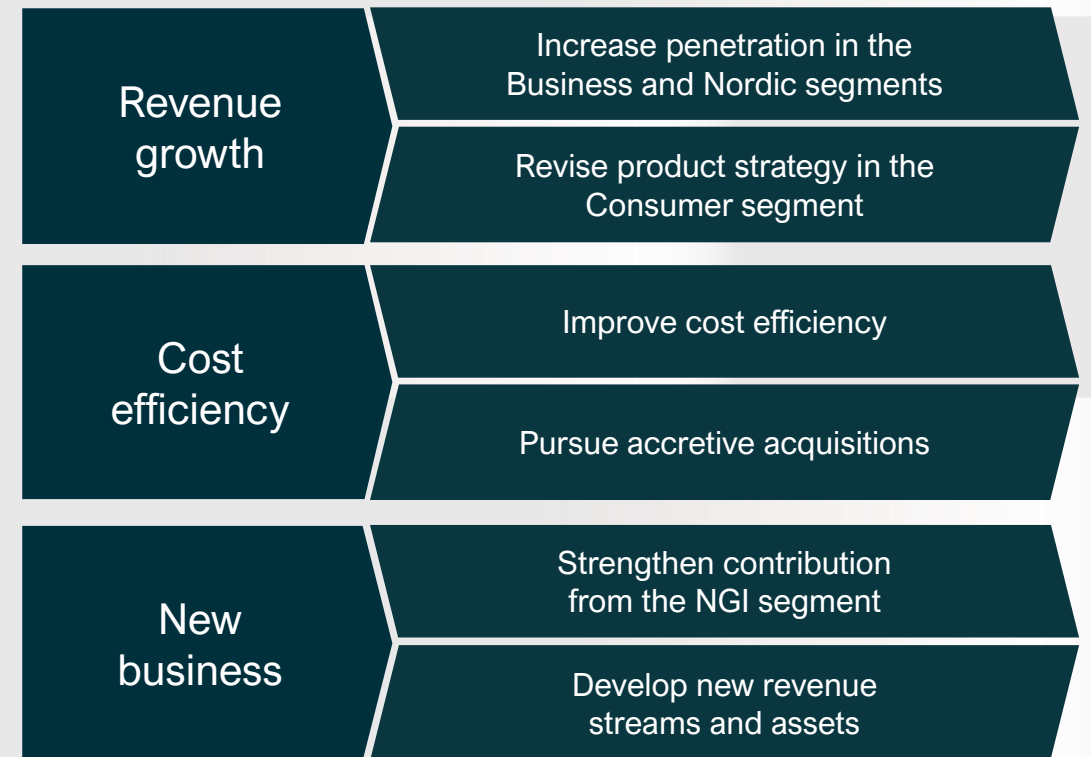 Revenue
growth
Increase penetration in the
Business and Nordic segments
Revise product strategy in the
Consumer segment
Cost
efficiency
Improve cost efficiency
Pursue accretive acquisitions
New
business
Strengthen contribution
from the NGI segment
Develop new revenue
streams and assets